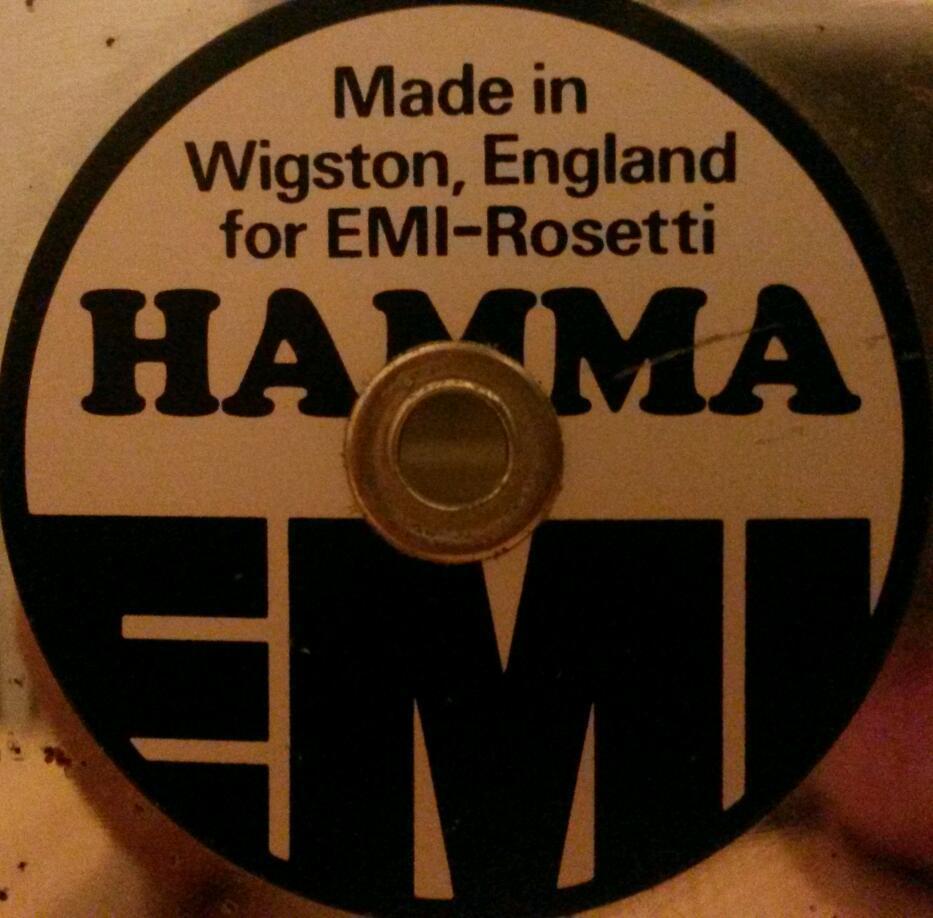 Made in
Wigston, England
for EMI-Rosetti
HAMMA
EMI